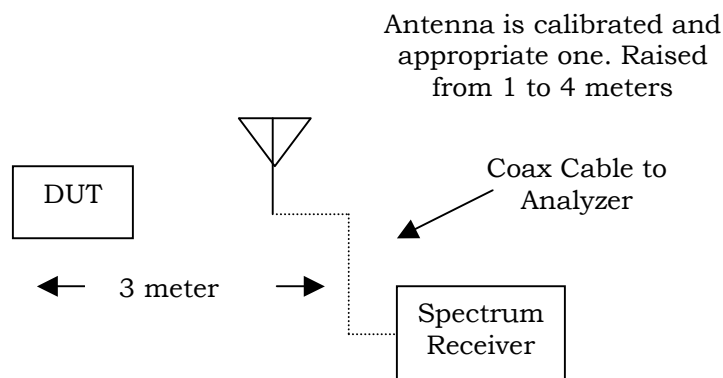 Antenna is calibrated and
appropriate one. Raised
from 1 to 4 meters
Coax Cable to
Analyzer
DUT
3 meter
Spectrum
Receiver